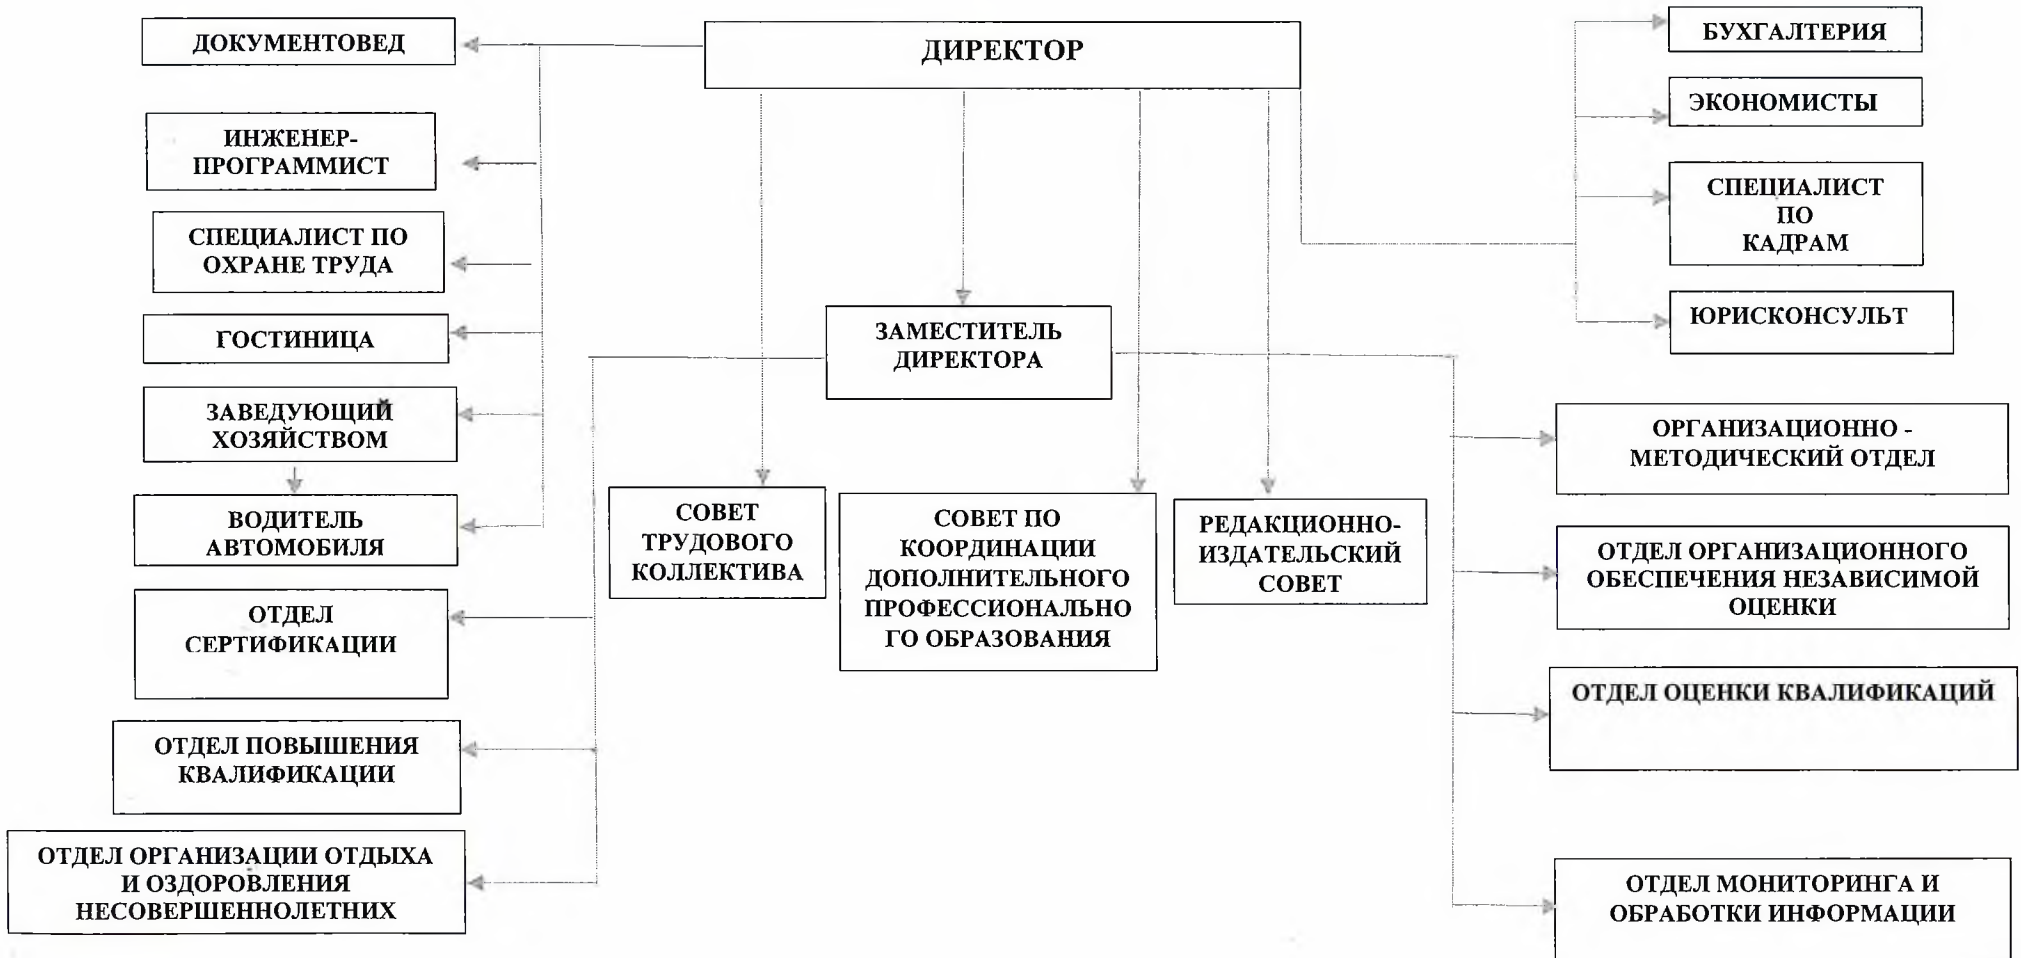 ДОКУМЕНТОВЕД
ДИРЕКТОР
БУХГАЛТЕРИЯ
ЭКОНОМИСТЫ
ИНЖЕНЕР-
ПРОГРАММИСТ
СПЕЦИАЛИСТ
ПО
КАДРАМ
СПЕЦИАЛИСТ ПО
ОХРАНЕ ТРУДА
ЮРИСКОНСУЛЬТ
ГОСТИНИЦА
ЗАМЕСТИТЕЛЬ
ДИРЕКТОРА
ЗАВЕДУЮЩИЙ
ХОЗЯЙСТВОМ
ОРГАНИЗАЦИОННО -
МЕТОДИЧЕСКИЙ ОТДЕЛ
ВОДИТЕЛЬ
АВТОМОБИЛЯ
СОВЕТ
ТРУДОВОГО
КОЛЛЕКТИВА
СОВЕТ ПО
КООРДИНАЦИИ
ДОПОЛНИТЕЛЬНОГО
ПРОФЕССИОНАЛЬНО
ГО ОБРАЗОВАНИЯ
РЕДАКЦИОННО-
ИЗДАТЕЛЬСКИЙ
СОВЕТ
ОТДЕЛ ОРГАНИЗАЦИОННОГО
ОБЕСПЕЧЕНИЯ НЕЗАВИСИМОЙ
ОЦЕНКИ
ОТДЕЛ
СЕРТИФИКАЦИИ
ОТДЕЛ ОЦЕНКИ КВАЛИФИКАЦИЙ
ОТДЕЛ ПОВЫШЕНИЯ
КВАЛИФИКАЦИИ
ОТДЕЛ ОРГАНИЗАЦИИ ОТДЫХА
И ОЗДОРОВЛЕНИЯ
НЕСОВЕРШЕННОЛЕТНИХ
ОТДЕЛ МОНИТОРИНГА И
ОБРАБОТКИ ИНФОРМАЦИИ